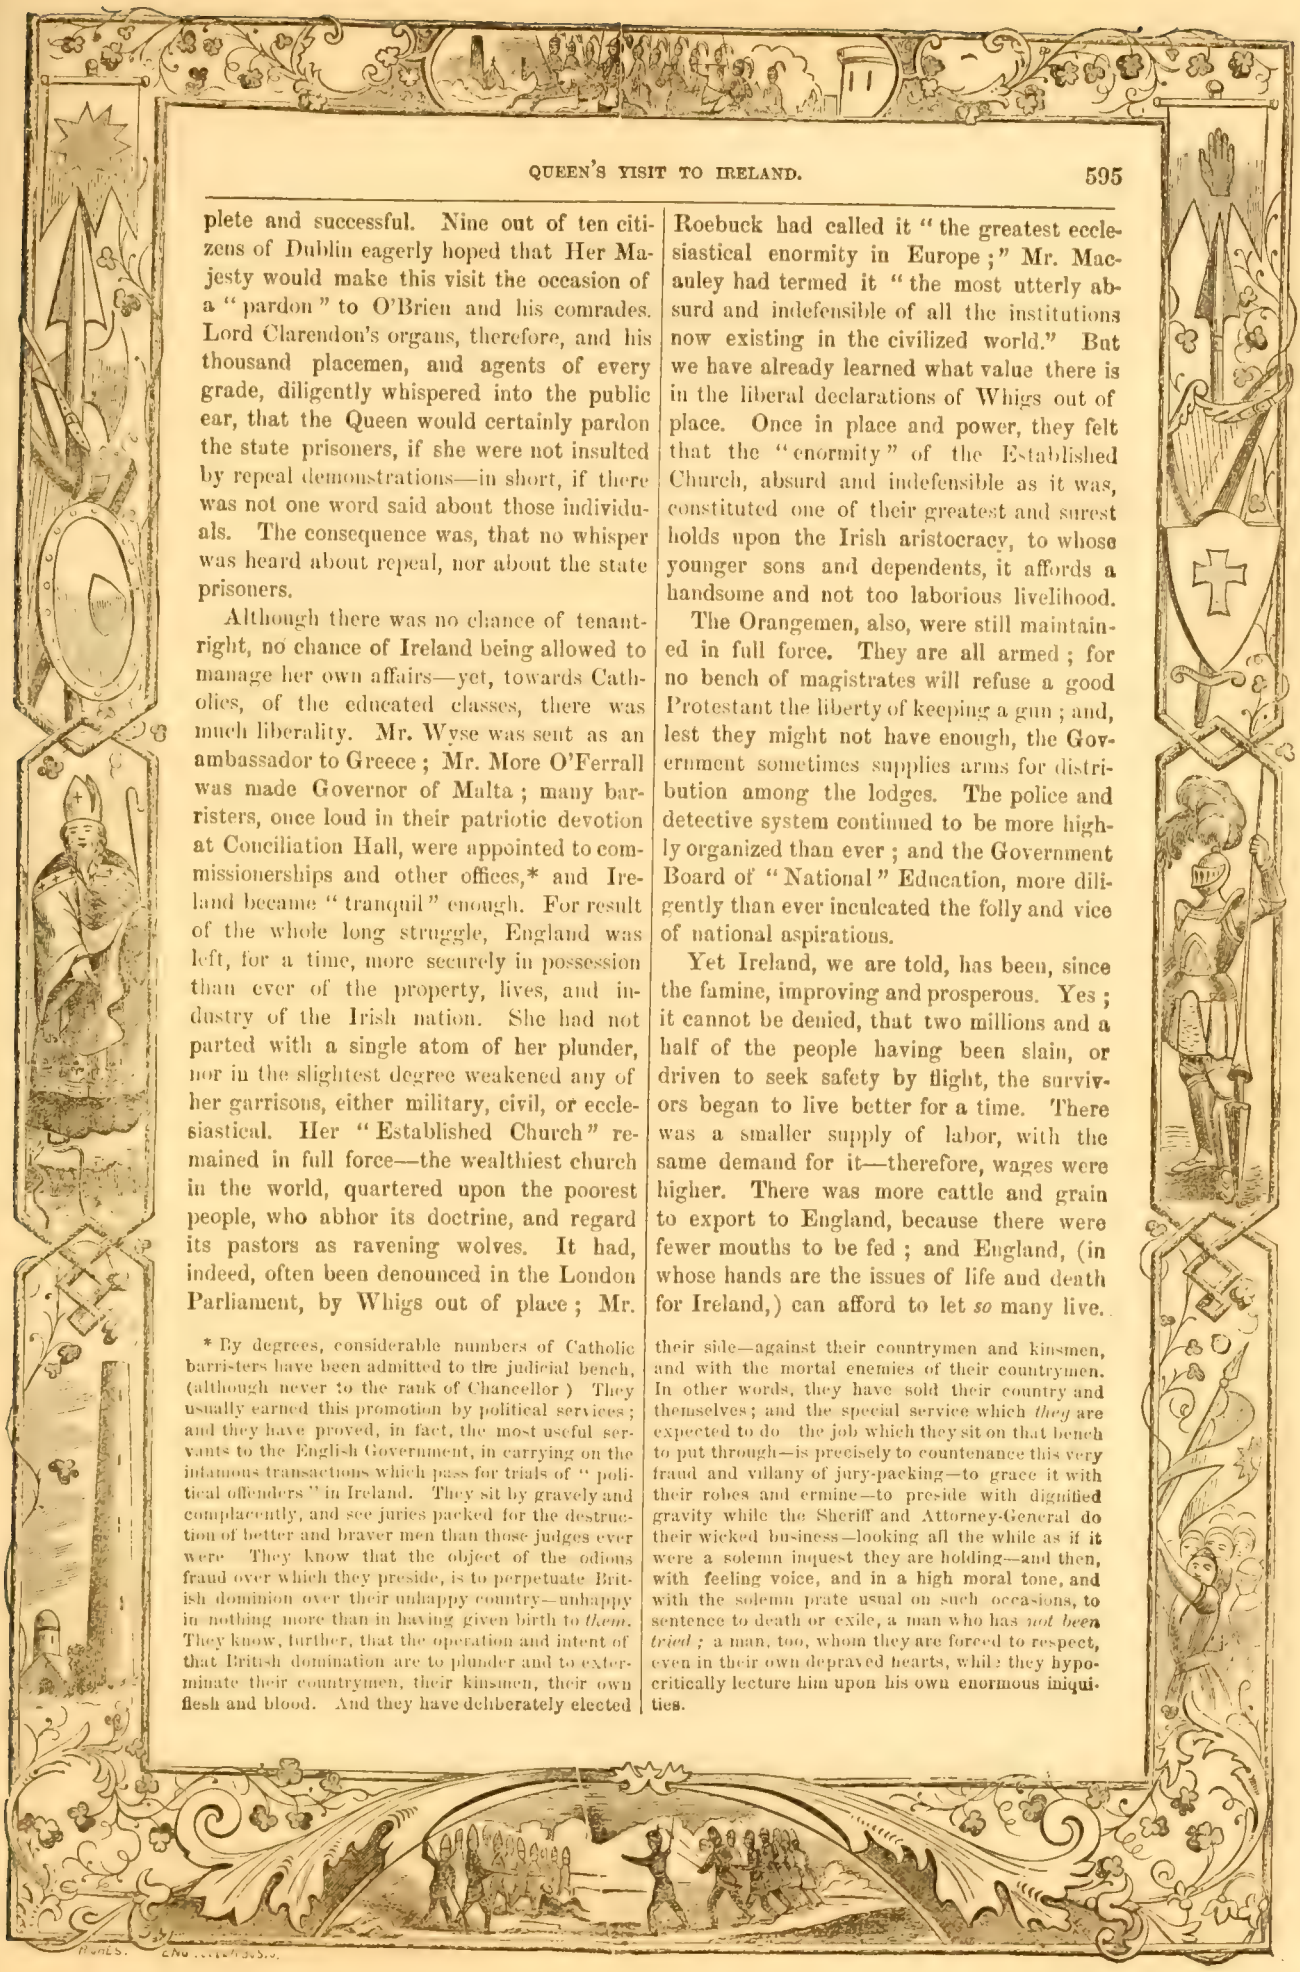 QUEEN'S VISIT TO IRELAND.
595
plete and successful. Nine out of ten citi-
zens of Dublin eagerly hoped that Her Ma-
jesty would make this visit the occasion of
a “ pardon ” to O'Brien and his comrades.
Lord Clarendon's organs, therefore, and his
thousand placemen, and agents of every
grade, diligently whispered into the public
ear, that the Queen would certainly pardon
the state prisoners, if she were not insulted
by repeal demonstrations—in short, if there
was not one word said about those individu-
als. The consequence was, that no whisper
was heard about repeal, nor about the state
prisoners.
Although there was no chance of tenant-
right, no chance of Ireland being allowed to
manage her own affairs—yet, towards Cath-
olics, of the educated classes, there was
much liberality. Mr. Wyse was sent as an
ambassador to Greece ; Mr. More O'Ferrall
was made Governor of Malta ; many bar-
risters, once loud in their patriotic devotion
at Conciliation Hall, were appointed to com-
missionerships and other offices,* and Ire-
land became “ tranquil ” enough. For result
of the whole long struggle, England was
left, for a time, more securely in possession
than ever of the property, lives, and in-
dustry of the Irish nation. She had not
parted with a single atom of her plunder,
nor in the slightest degree weakened any of
her garrisons, either military, civil, or eccle-
siastical. Her “ Established Church ” re-
mained in full force—the wealthiest church
in the world, quartered upon the poorest
people, who abhor its doctrine, and regard
its pastors as ravening wolves. It had,
indeed, often been denounced in the London
Parliament, by Whigs out of place ; Mr.
* By degrees, considerable numbers of Catholic
barristers have been admitted to the judicial bench,
(although never to the rank of Chancellor ) They
usually earned this promotion by political services ;
and they have proved, in fact, the most useful ser-
vants to the English Government, in carrying on the
infamous transactions which pass for trials of “ poli-
tical offenders ” in Ireland. They sit by gravely and
complacently, and see juries packed for the destruc-
tion of better and braver men than those judges ever
were They know that the object of the odious
fraud over which they preside, is to perpetuate Brit-
ish dominion over their unhappy country—unhappy
in nothing more than in having given birth to them.
They know, further, that the operation and intent of
that British domination are to plunder and to exter-
minate their countrymen, their kinsmen, their own
flesh and blood. And they have deliberately elected
Roebuck had called it “ the greatest eccle-
siastical enormity in Europe ;” Mr. Mac-
auley had termed it “ the most utterly ab-
surd and indefensible of all the institutions
now existing in the civilized world.” But
we have already learned what value there is
in the liberal declarations of Whigs out of
place. Once in place and power, they felt
that the “ enormity ” of the Established
Church, absurd and indefensible as it was,
constituted one of their greatest and surest
holds upon the Irish aristocracy, to whose
younger sons and dependents, it affords a
handsome and not too laborious livelihood.
The Orangemen, also, were still maintain-
ed in full force. They are all armed ; for
no bench of magistrates will refuse a good
Protestant the liberty of keeping a gun ; and,
lest they might not have enough, the Gov-
ernment sometimes supplies arms for distri-
bution among the lodges. The police and
detective system continued to be more high-
ly organized than ever ; and the Government
Board of “ National ” Education, more dili-
gently than ever inculcated the folly and vice
of national aspirations.
Yet Ireland, we are told, has been, since
the famine, improving and prosperous. Yes ;
it cannot be denied, that two millions and a
half of the people having been slain, or
driven to seek safety by flight, the surviv-
ors began to live better for a time. There
was a smaller supply of labor, with the
same demand for it—therefore, wages were
higher. There was more cattle and grain
to export to England, because there were
fewer mouths to be fed ; and England, (in
whose hands are the issues of life and death
for Ireland,) can afford to let so many live.
their side—against their countrymen and kinsmen,
and with the mortal enemies of their countrymen.
In other words, they have sold their country and
themselves ; and the special service which they are
expected to do the job which they sit on that bench
to put through—is precisely to countenance this very
fraud and villany of jury-packing—to grace it with
their robes and ermine—to preside with dignified
gravity while the Sheriff and Attorney-General do
their wicked business—looking all the while as if it
were a solemn inquest they are holding—and then,
with feeling voice, and in a high moral tone, and
with the solemn prate usual on such occasions, to
sentence to death or exile, a man who has not been
tried ; a man, too, whom they are forced to respect,
even in their own depraved hearts, while they hypo-
critically lecture him upon his own enormous iniqui-
ties.